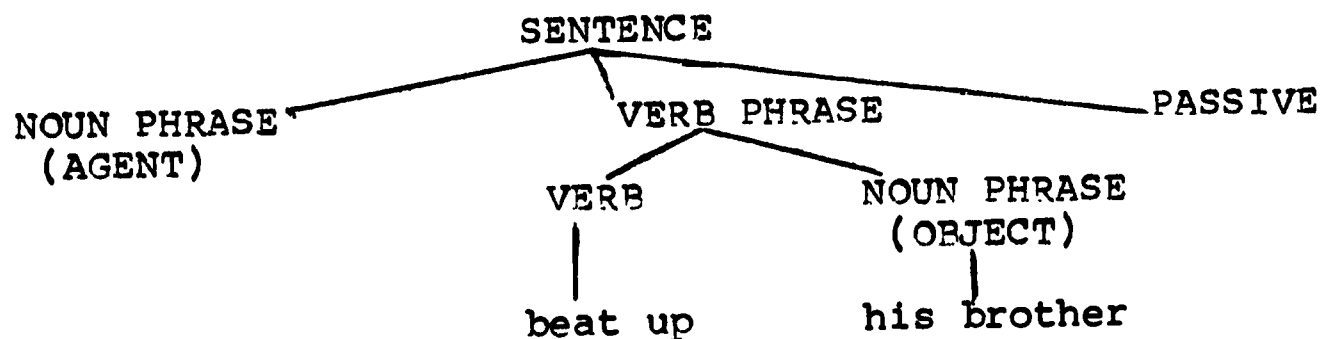 SENTENCE
NOUN PHRASE VERB PHRASE PASSIVE
(AGENT)
VERB NOUN PHRASE
(OBJECT)
beat up his brother